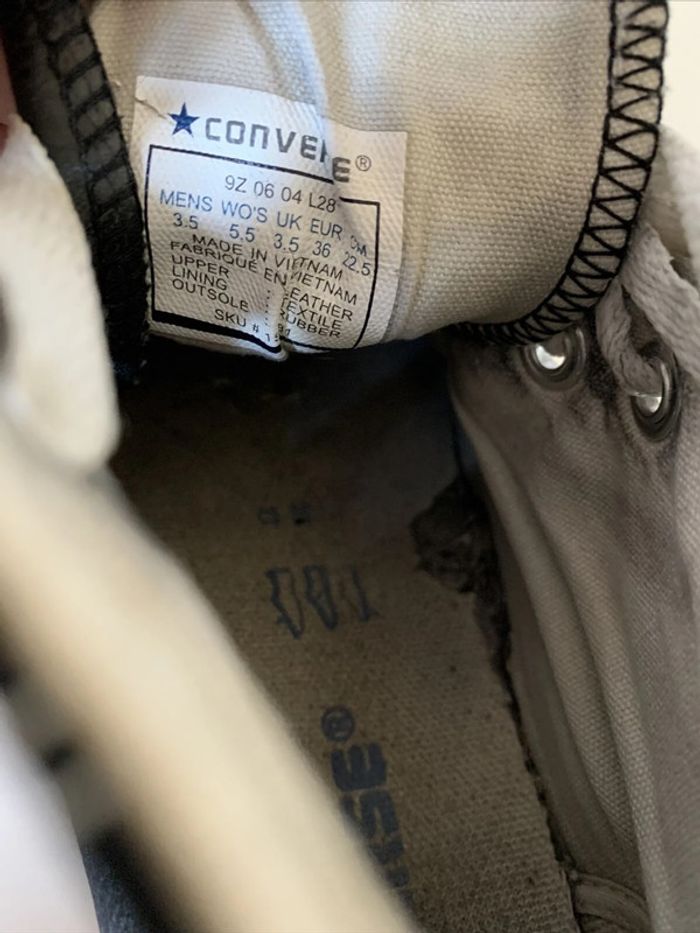 CONVERSE®
9Z 06 04 L28
MENS WO'S UK EUR CM
3.5 5.5 3.5 36 22.5
MADE IN VIETNAM
FABRIQUE EN VIETNAM
UPPER : LEATHER
LINING : TEXTILE
OUTSOLE : RUBBER
SKU #
®